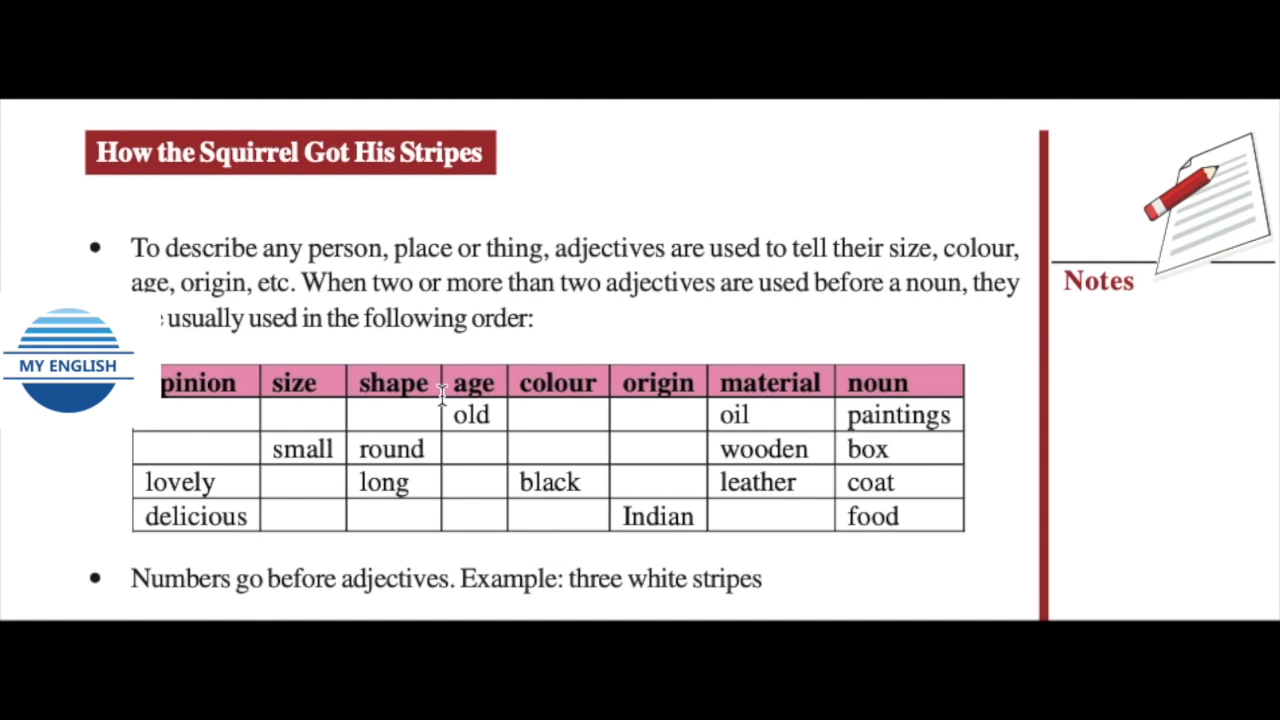 How the Squirrel Got His Stripes
• To describe any person, place or thing, adjectives are used to tell their size, colour,
age, origin, etc. When two or more than two adjectives are used before a noun, they
usually used in the following order:
Notes
MY ENGLISH
pinion size shape age colour origin material noun
old oil paintings
small round wooden box
lovely long black leather coat
delicious Indian food
• Numbers go before adjectives. Example: three white stripes